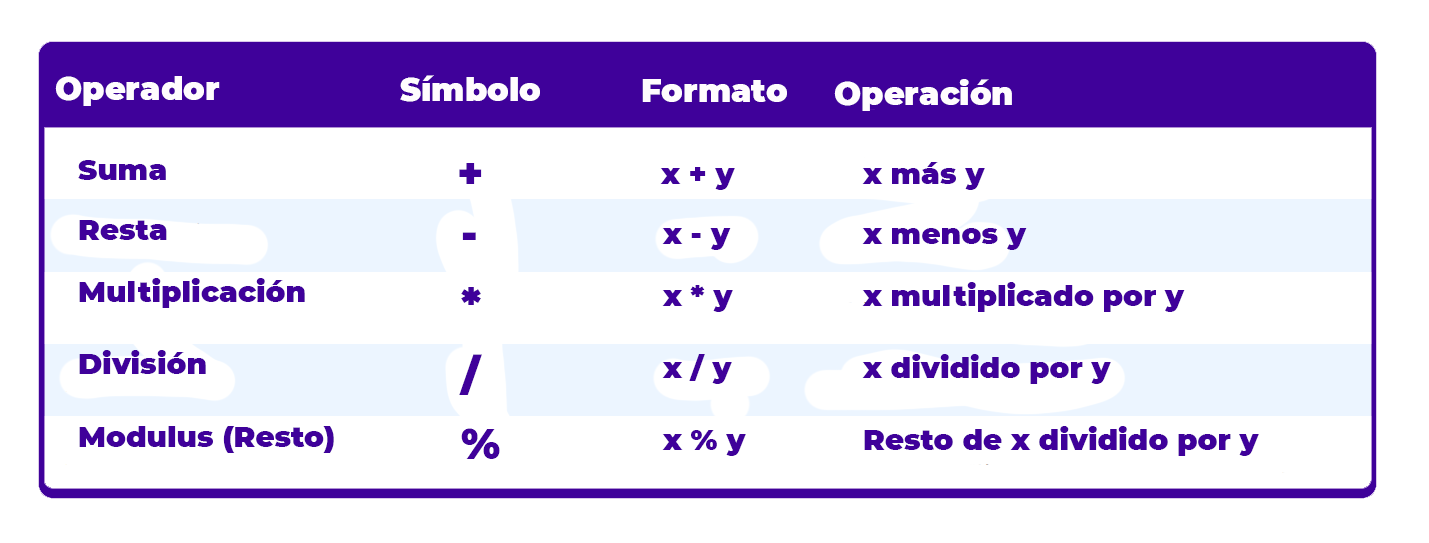 Operador Símbolo Formato Operación
Suma + x + y x más y
Resta - x - y x menos y
Multiplicación * x * y x multiplicado por y
División / x / y x dividido por y
Modulus (Resto) % x % y Resto de x dividido por y